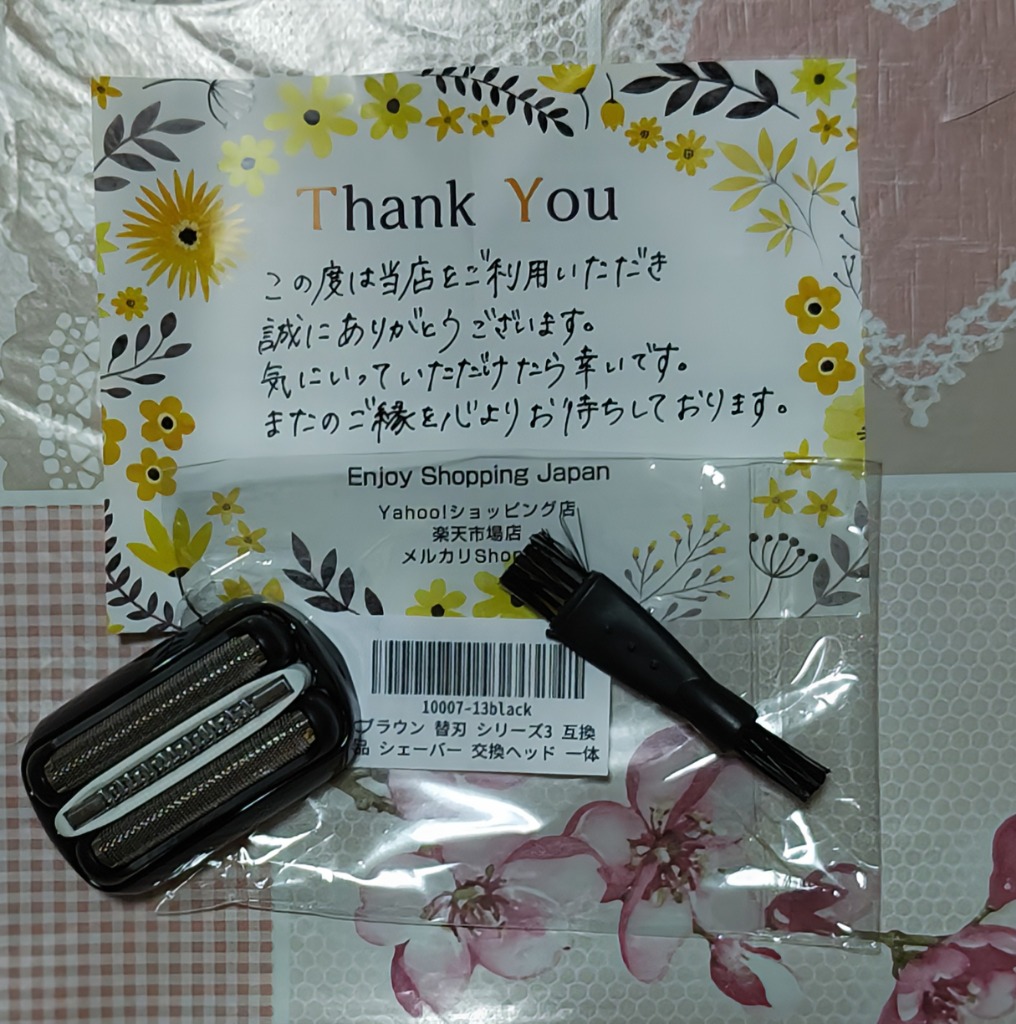 Thank You
この度は当店をご利用いただき
誠にありがとうございます。
気にいっていただけたら幸いです。
またのご縁を心よりお待ちしております。
Enjoy Shopping Japan
Yahoo!ショッピング店
楽天市場店
メルカリShop
10007-13black
ブラウン 替刃 シリーズ3 互換
品 シェーバー 交換ヘッド 一体